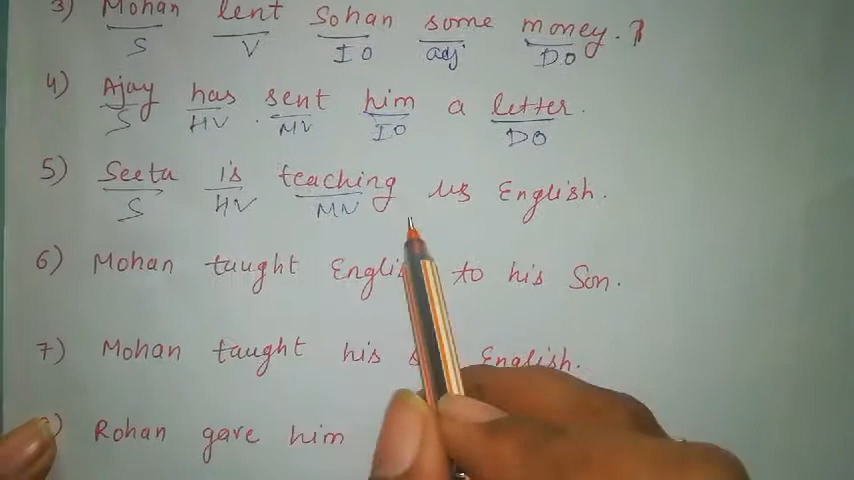 3) Mohan lent Sohan some money.
S V IO adj DO
4) Ajay has sent him a letter.
S HV MV IO DO
5) Seeta is teaching us English.
S HV MV
6) Mohan taught English to his Son.
7) Mohan taught his English.
Rohan gave him